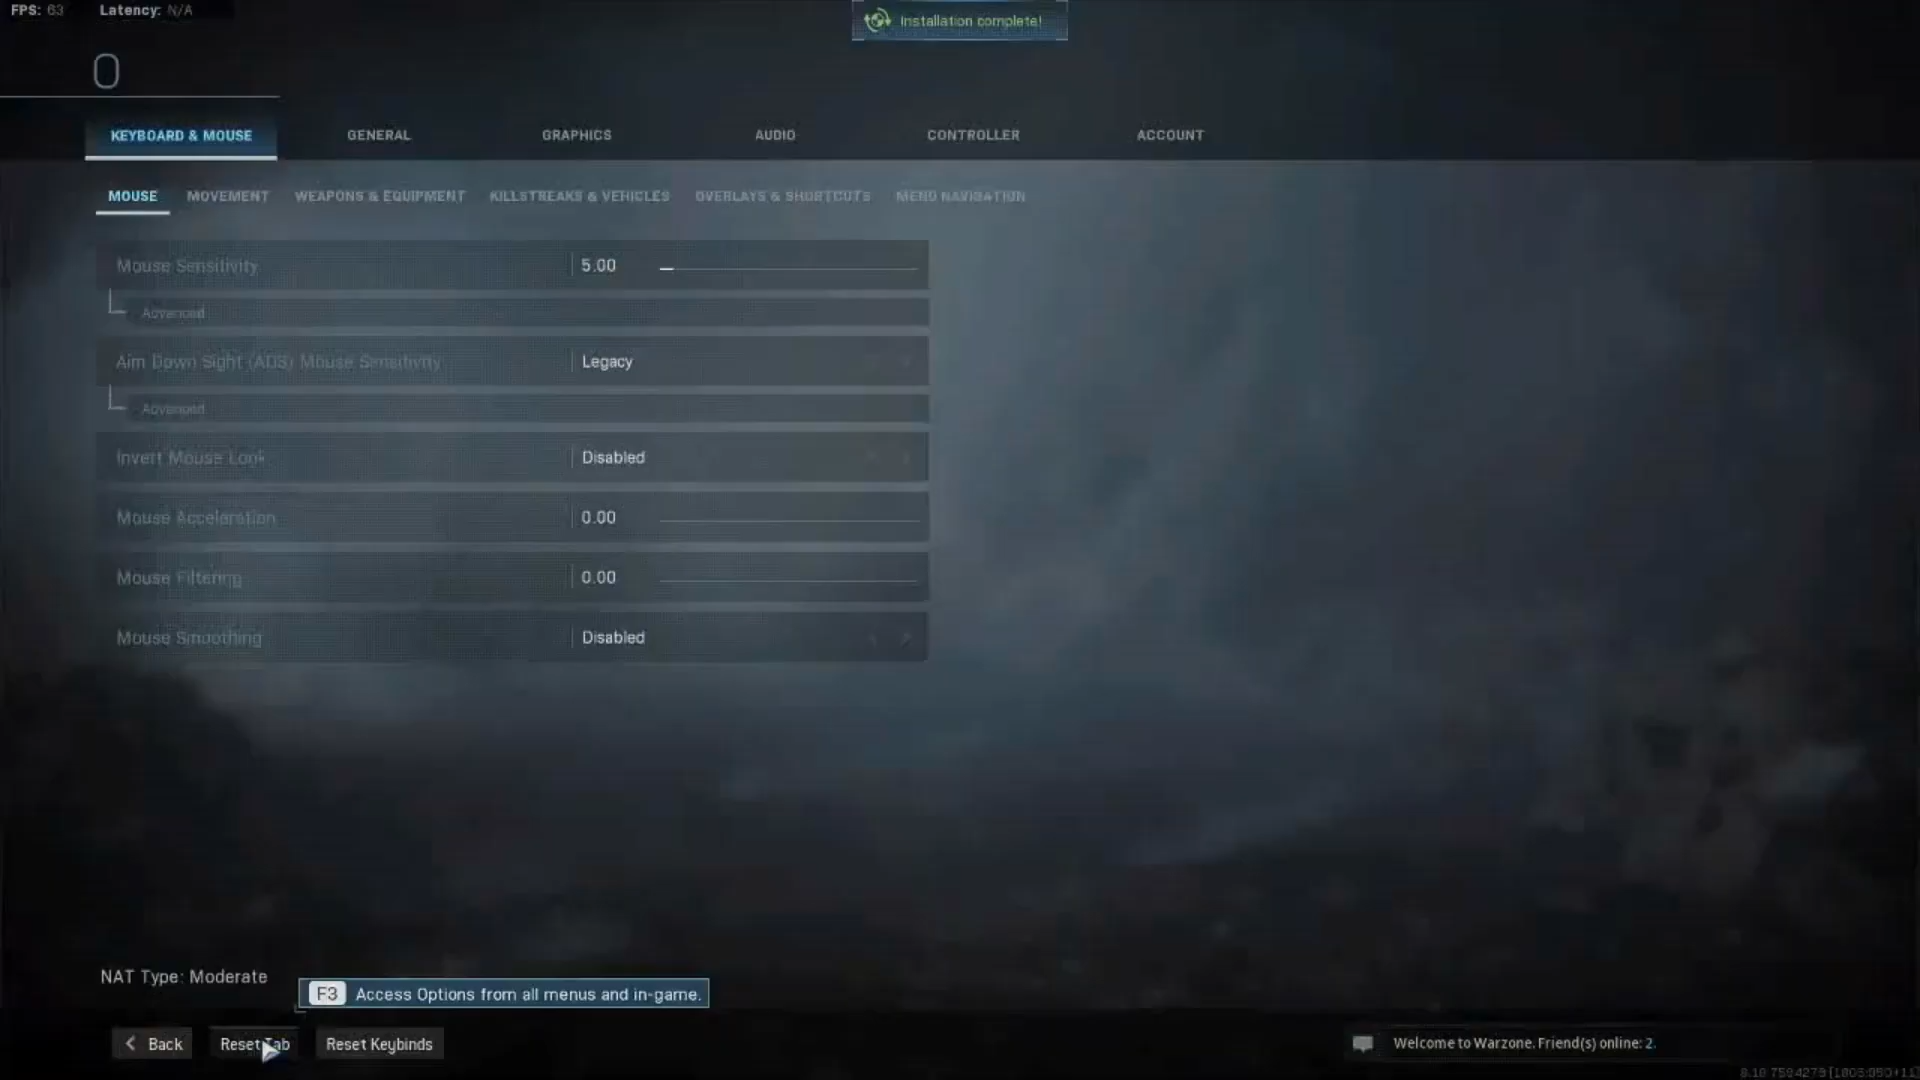 FPS: 63 Latency: N/A
Installation complete!
O
KEYBOARD & MOUSE GENERAL GRAPHICS AUDIO CONTROLLER ACCOUNT
MOUSE MOVEMENT WEAPONS & EQUIPMENT KILLSTREAKS & VEHICLES OVERLAYS & SHORTCUTS MENU NAVIGATION
Mouse Sensitivity 5.00
Advanced
Aim Down Sight (ADS) Mouse Sensitivity Legacy
Advanced
Invert Mouse Look Disabled
Mouse Acceleration 0.00
Mouse Filtering 0.00
Mouse Smoothing Disabled
NAT Type: Moderate
F3 Access Options from all menus and in-game.
Back Reset Tab Reset Keybinds
Welcome to Warzone. Friend(s) online: 2.